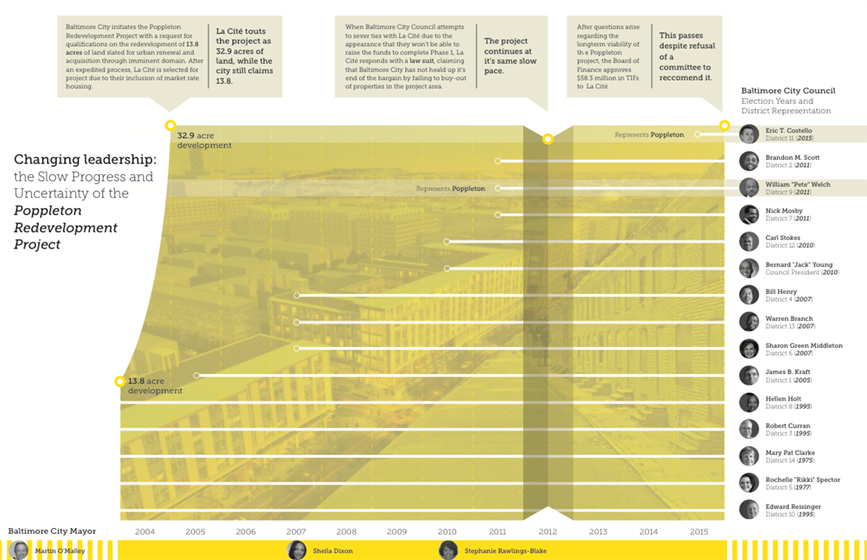 Baltimore City initiates the Poppleton
Redevelopment Project with a request for
qualifications on the redevelopment of 13.8
acres of land slated for urban renewal and
acquisition through imminent domain. After
an expedited process, La Cité is selected for
project due to their inclusion of market rate
housing.
La Cité touts
the project as
32.9 acres of
land, while the
city still claims
13.8.
When Baltimore City Council attempts
to sever ties with La Cité due to the
appearance that they won't be able to
raise the funds to complete Phase 1, La
Cité responds with a law suit, claiming
that Baltimore City has not heald up it's
end of the bargain by failing to buy-out
of properties in the project area.
The project
continues at
it's same slow
pace.
After questions arise
regarding the
longterm viability of
th e Poppleton
project, the Board of
Finance approves
$58.3 million in TIFs
to La Cité
This passes
despite refusal
of a
committee to
reccomend it.
Baltimore City Council
Election Years and
District Representation
Changing leadership:
the Slow Progress and
Uncertainty of the
Poppleton
Redevelopment
Project
32.9 acre
development
13.8 acre
development
Represents Poppleton
Represents Poppleton
Eric T. Costello
District 11 (2015)
Brandon M. Scott
District 2 (2011)
William "Pete" Welch
District 9 (2011)
Nick Mosby
District 7 (2011)
Carl Stokes
District 12 (2010)
Bernard "Jack" Young
Council President (2010)
Bill Henry
District 4 (2007)
Warren Branch
District 13 (2007)
Sharon Green Middleton
District 6 (2007)
James B. Kraft
District 1 (2005)
Hellen Holt
District 8 (1995)
Robert Curran
District 3 (1995)
Mary Pat Clarke
District 14 (1975)
Rochelle "Rikki" Spector
District 5 (1977)
Edward Reisinger
District 10 (1995)
Baltimore City Mayor
2004 2005 2006 2007 2008 2009 2010 2011 2012 2013 2014 2015
Martin O'Malley
Sheila Dixon
Stephanie Rawlings-Blake